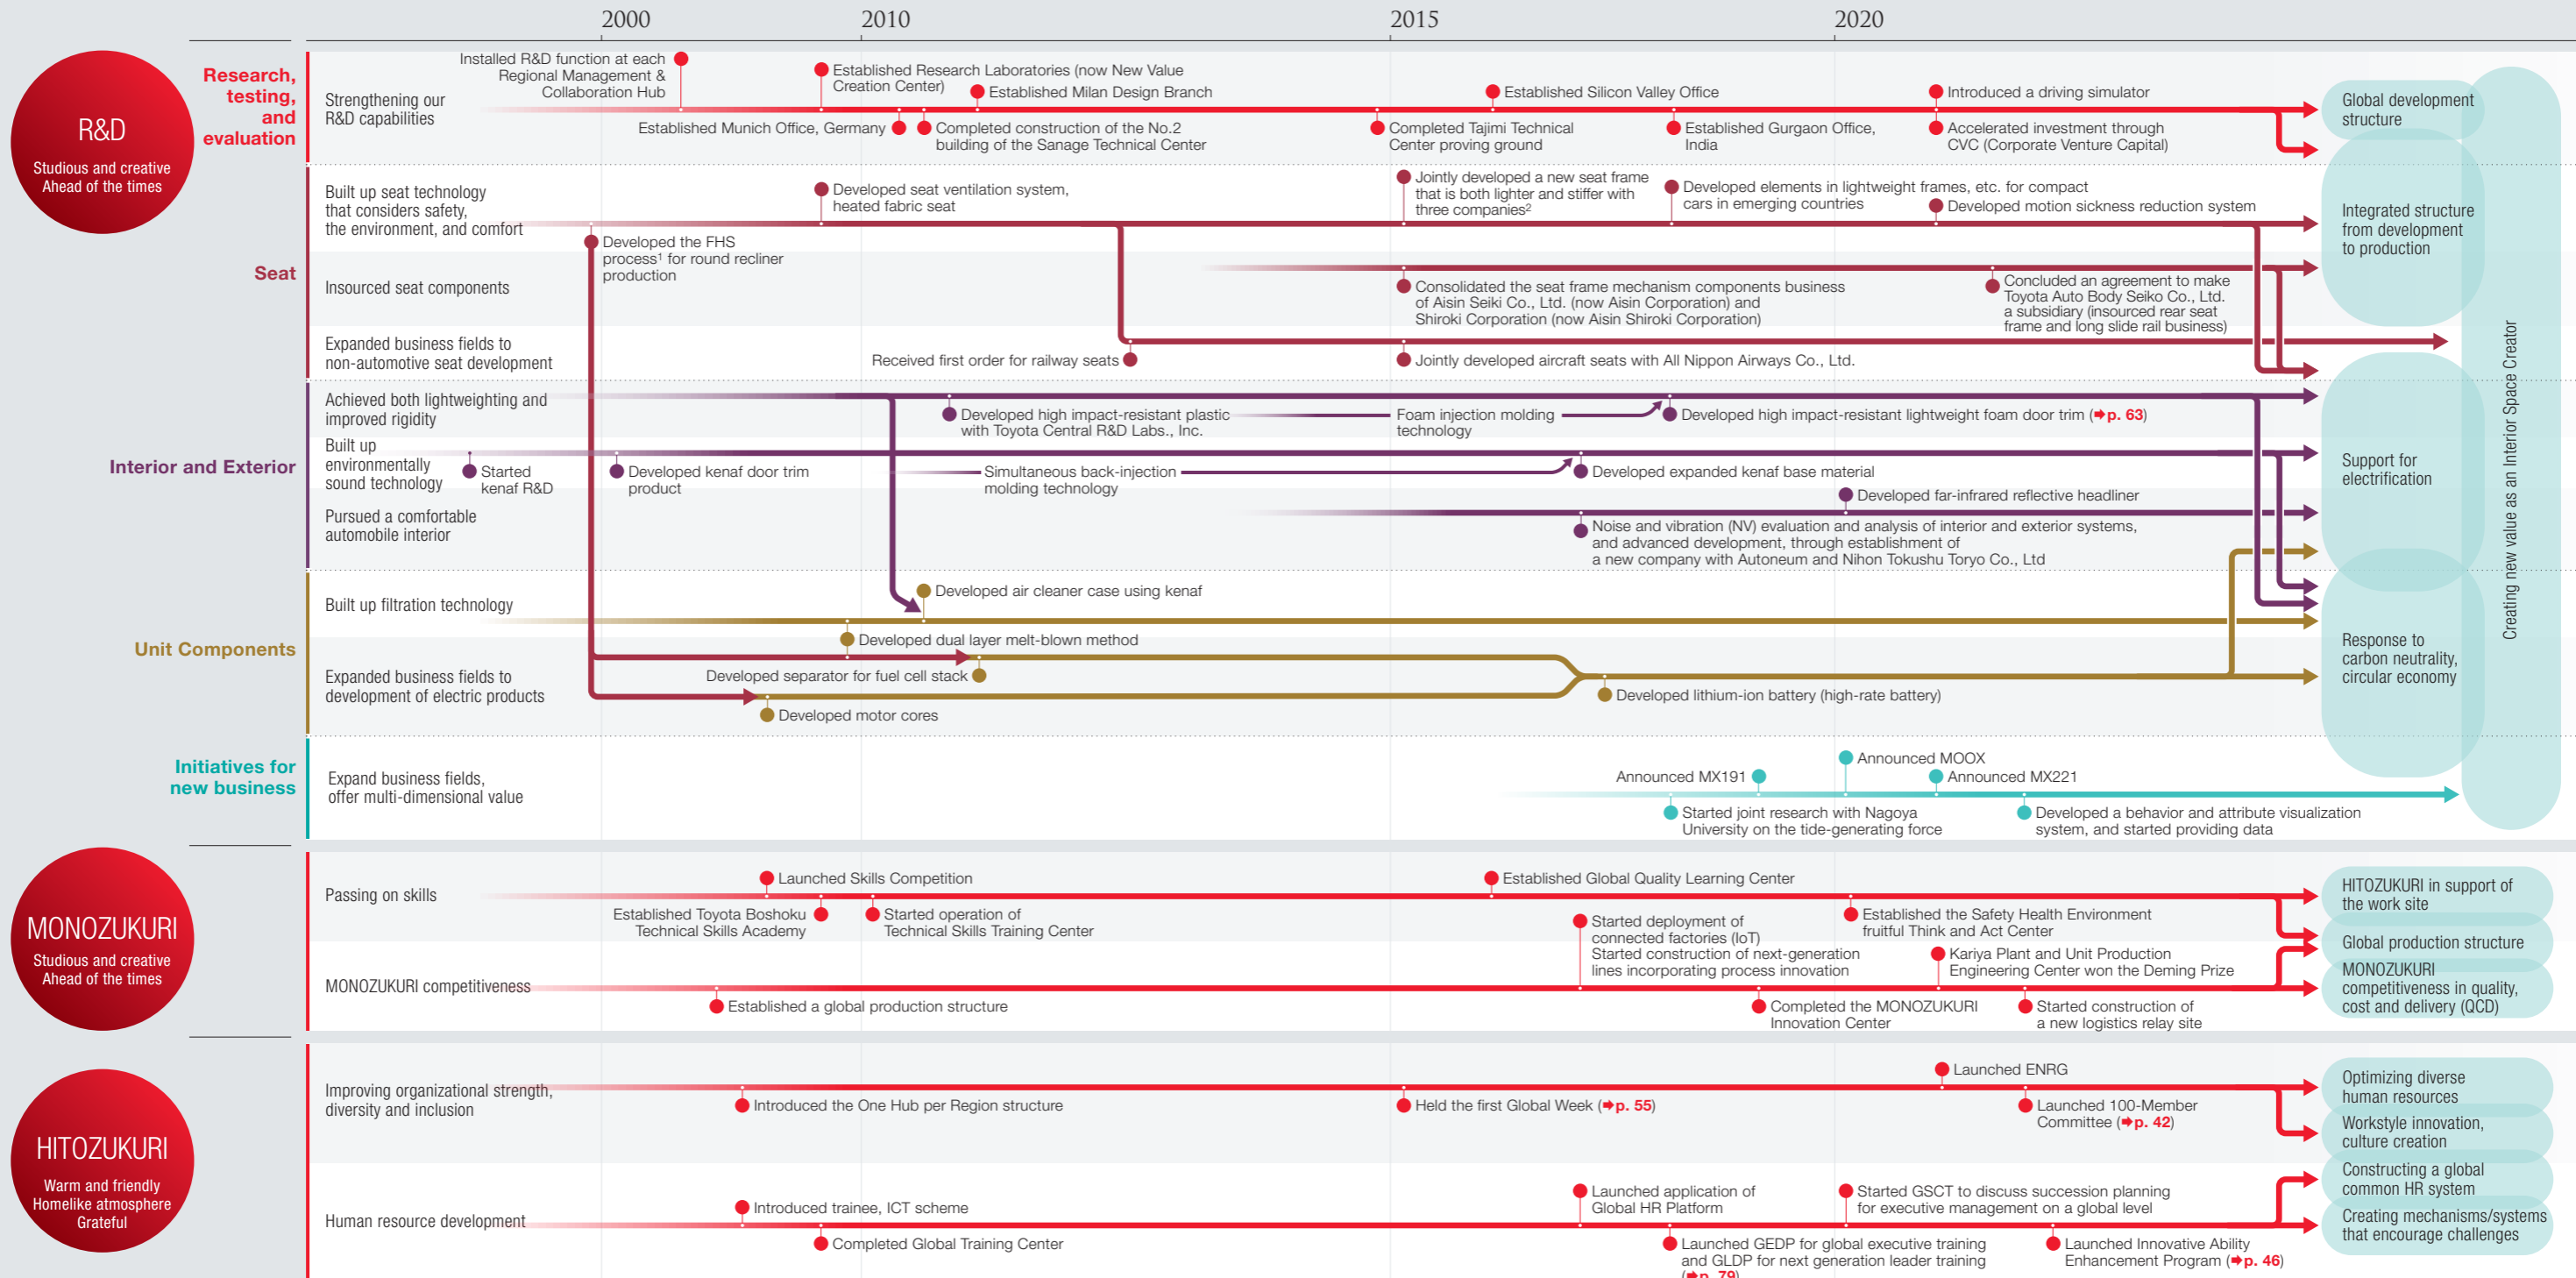 2000
2010
2015
2020
R&D
Studious and creative
Ahead of the times
Research,
testing,
and
evaluation
Strengthening our
R&D capabilities
Installed R&D function at each
Regional Management &
Collaboration Hub
Established Research Laboratories (now New Value
Creation Center)
Established Milan Design Branch
Established Munich Office, Germany
Completed construction of the No.2
building of the Sanage Technical Center
Completed Tajimi Technical
Center proving ground
Established Silicon Valley Office
Established Gurgaon Office,
India
Introduced a driving simulator
Accelerated investment through
CVC (Corporate Venture Capital)
Global development
structure
Seat
Built up seat technology
that considers safety,
the environment, and comfort
Developed the FHS
process¹ for round recliner
production
Developed seat ventilation system,
heated fabric seat
Jointly developed a new seat frame
that is both lighter and stiffer with
three companies²
Developed elements in lightweight frames, etc. for compact
cars in emerging countries
Developed motion sickness reduction system
Integrated structure
from development
to production
Insourced seat components
Consolidated the seat frame mechanism components business
of Aisin Seiki Co., Ltd. (now Aisin Corporation) and
Shiroki Corporation (now Aisin Shiroki Corporation)
Concluded an agreement to make
Toyota Auto Body Seiko Co., Ltd.
a subsidiary (insourced rear seat
frame and long slide rail business)
Expanded business fields to
non-automotive seat development
Received first order for railway seats
Jointly developed aircraft seats with All Nippon Airways Co., Ltd.
Interior and Exterior
Achieved both lightweighting and
improved rigidity
Developed high impact-resistant plastic
with Toyota Central R&D Labs., Inc.
Foam injection molding
technology
Developed high impact-resistant lightweight foam door trim (➡p. 63)
Built up
environmentally
sound technology
Started
kenaf R&D
Developed kenaf door trim
product
Simultaneous back-injection
molding technology
Developed expanded kenaf base material
Support for
electrification
Pursued a comfortable
automobile interior
Developed far-infrared reflective headliner
Noise and vibration (NV) evaluation and analysis of interior and exterior systems,
and advanced development, through establishment of
a new company with Autoneum and Nihon Tokushu Toryo Co., Ltd
Unit Components
Built up filtration technology
Developed air cleaner case using kenaf
Developed dual layer melt-blown method
Expanded business fields to
development of electric products
Developed separator for fuel cell stack
Developed motor cores
Developed lithium-ion battery (high-rate battery)
Response to
carbon neutrality,
circular economy
Creating new value as an Interior Space Creator
Initiatives for
new business
Expand business fields,
offer multi-dimensional value
Announced MX191
Announced MOOX
Announced MX221
Started joint research with Nagoya
University on the tide-generating force
Developed a behavior and attribute visualization
system, and started providing data
MONOZUKURI
Studious and creative
Ahead of the times
Passing on skills
Launched Skills Competition
Established Toyota Boshoku
Technical Skills Academy
Started operation of
Technical Skills Training Center
Established Global Quality Learning Center
Established the Safety Health Environment
fruitful Think and Act Center
HITOZUKURI in support of
the work site
Global production structure
MONOZUKURI competitiveness
Established a global production structure
Started deployment of
connected factories (IoT)
Started construction of next-generation
lines incorporating process innovation
Completed the MONOZUKURI
Innovation Center
Kariya Plant and Unit Production
Engineering Center won the Deming Prize
Started construction of
a new logistics relay site
MONOZUKURI
competitiveness in quality,
cost and delivery (QCD)
HITOZUKURI
Warm and friendly
Homelike atmosphere
Grateful
Improving organizational strength,
diversity and inclusion
Introduced the One Hub per Region structure
Held the first Global Week (➡p. 55)
Launched ENRG
Launched 100-Member
Committee (➡p. 42)
Optimizing diverse
human resources
Workstyle innovation,
culture creation
Human resource development
Introduced trainee, ICT scheme
Completed Global Training Center
Launched application of
Global HR Platform
Launched GEDP for global executive training
and GLDP for next generation leader training
(➡p. 79)
Started GSCT to discuss succession planning
for executive management on a global level
Launched Innovative Ability
Enhancement Program (➡p. 46)
Constructing a global
common HR system
Creating mechanisms/systems
that encourage challenges